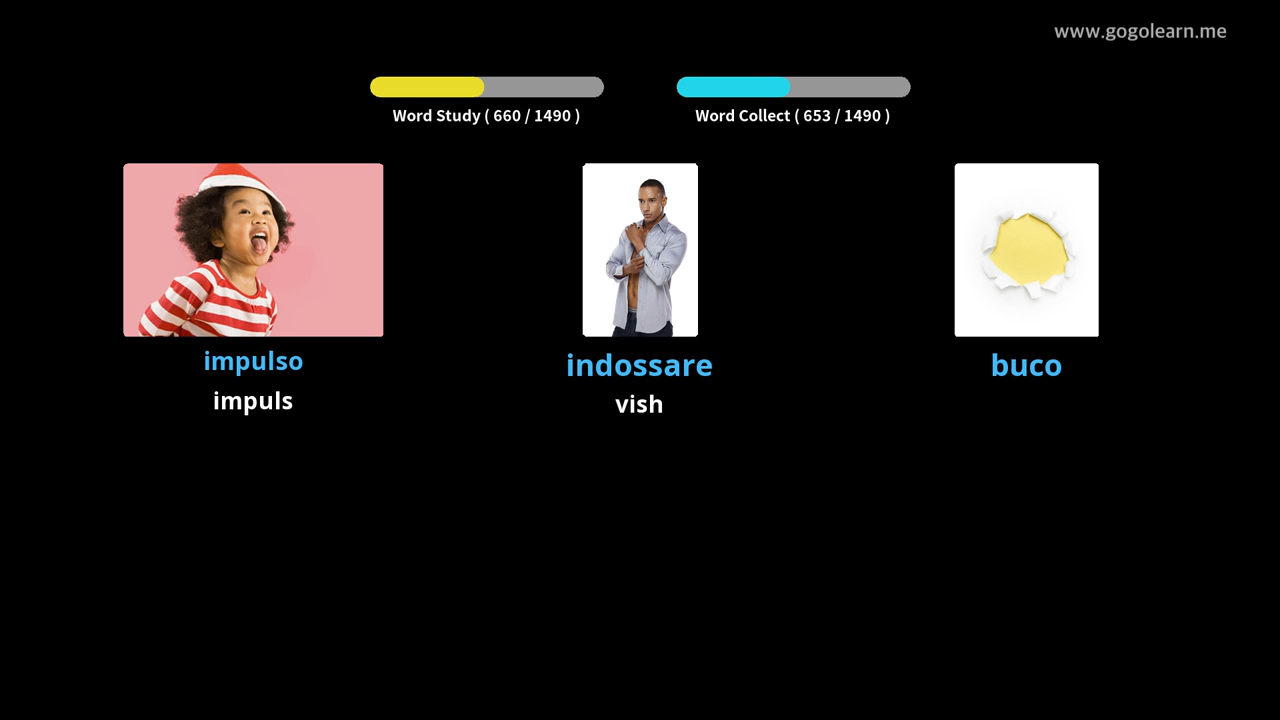 www.gogolearn.me
Word Study ( 660 / 1490 )
Word Collect ( 653 / 1490 )
impulso
impuls
indossare
vish
buco